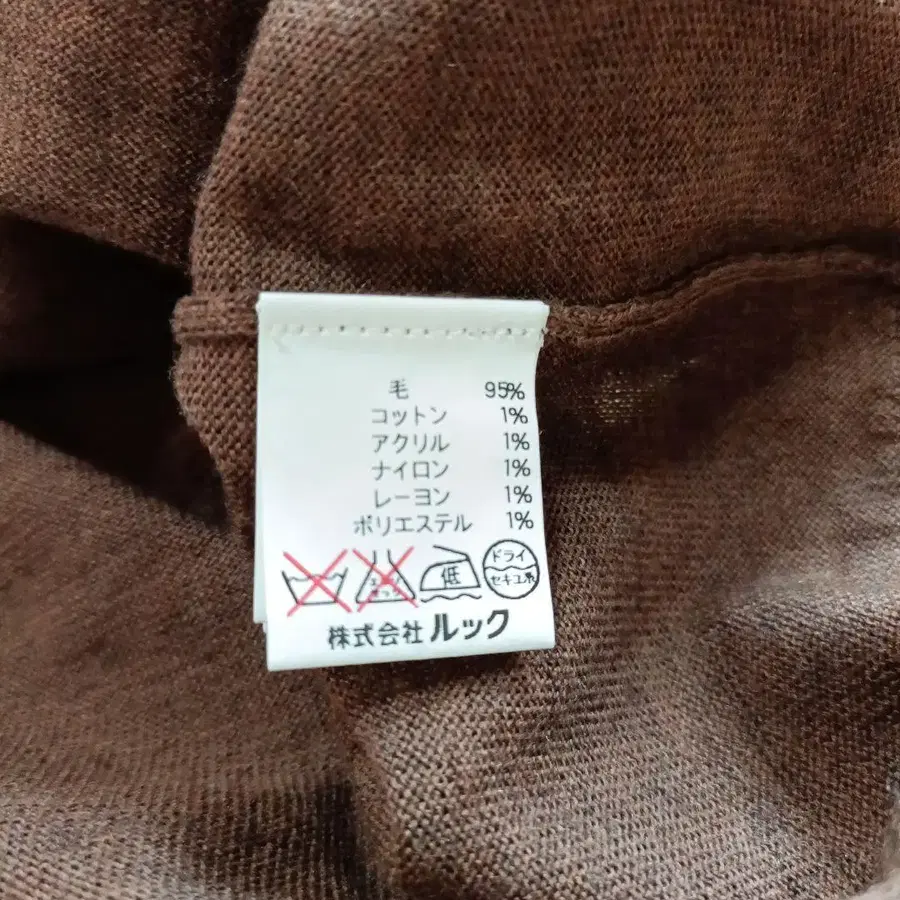 毛 95%
コットン 1%
アクリル 1%
ナイロン 1%
レーヨン 1%
ポリエステル 1%
低 ドライ
セキユ系
株式会社 ルック